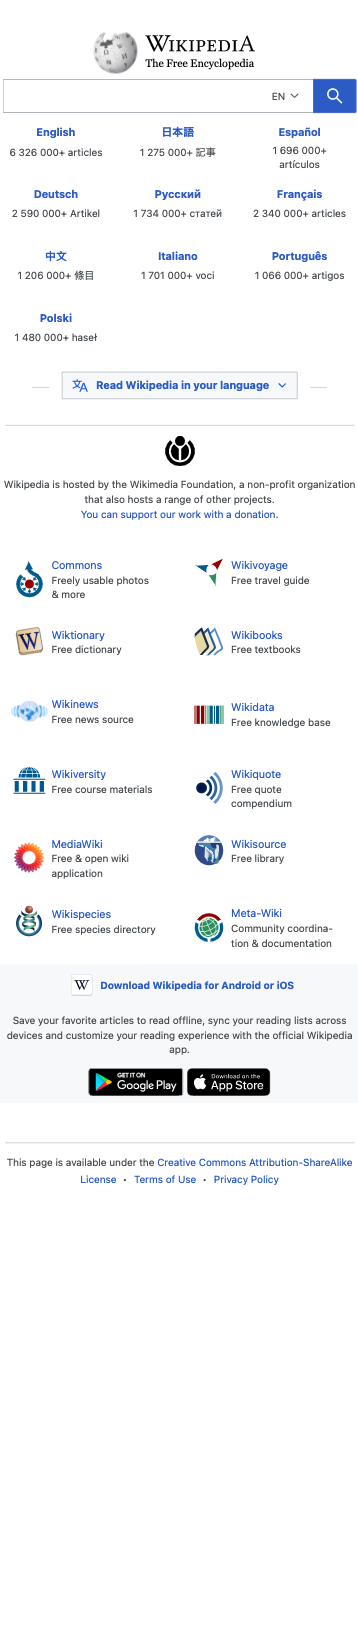 WIKIPEDIA
The Free Encyclopedia
EN
English
6 326 000+ articles
日本語
1 275 000+ 記事
Español
1 696 000+
artículos
Deutsch
2 590 000+ Artikel
Русский
1 734 000+ статей
Français
2 340 000+ articles
中文
1 206 000+ 條目
Italiano
1 701 000+ voci
Português
1 066 000+ artigos
Polski
1 480 000+ haseł
Read Wikipedia in your language
Wikipedia is hosted by the Wikimedia Foundation, a non-profit organization
that also hosts a range of other projects.
You can support our work with a donation.
Commons
Freely usable photos
& more
Wikivoyage
Free travel guide
Wiktionary
Free dictionary
Wikibooks
Free textbooks
Wikinews
Free news source
Wikidata
Free knowledge base
Wikiversity
Free course materials
Wikiquote
Free quote
compendium
MediaWiki
Free & open wiki
application
Wikisource
Free library
Wikispecies
Free species directory
Meta-Wiki
Community coordina-
tion & documentation
W
Download Wikipedia for Android or iOS
Save your favorite articles to read offline, sync your reading lists across
devices and customize your reading experience with the official Wikipedia
app.
GET IT ON
Google Play
Download on the
App Store
This page is available under the Creative Commons Attribution-ShareAlike
License • Terms of Use • Privacy Policy